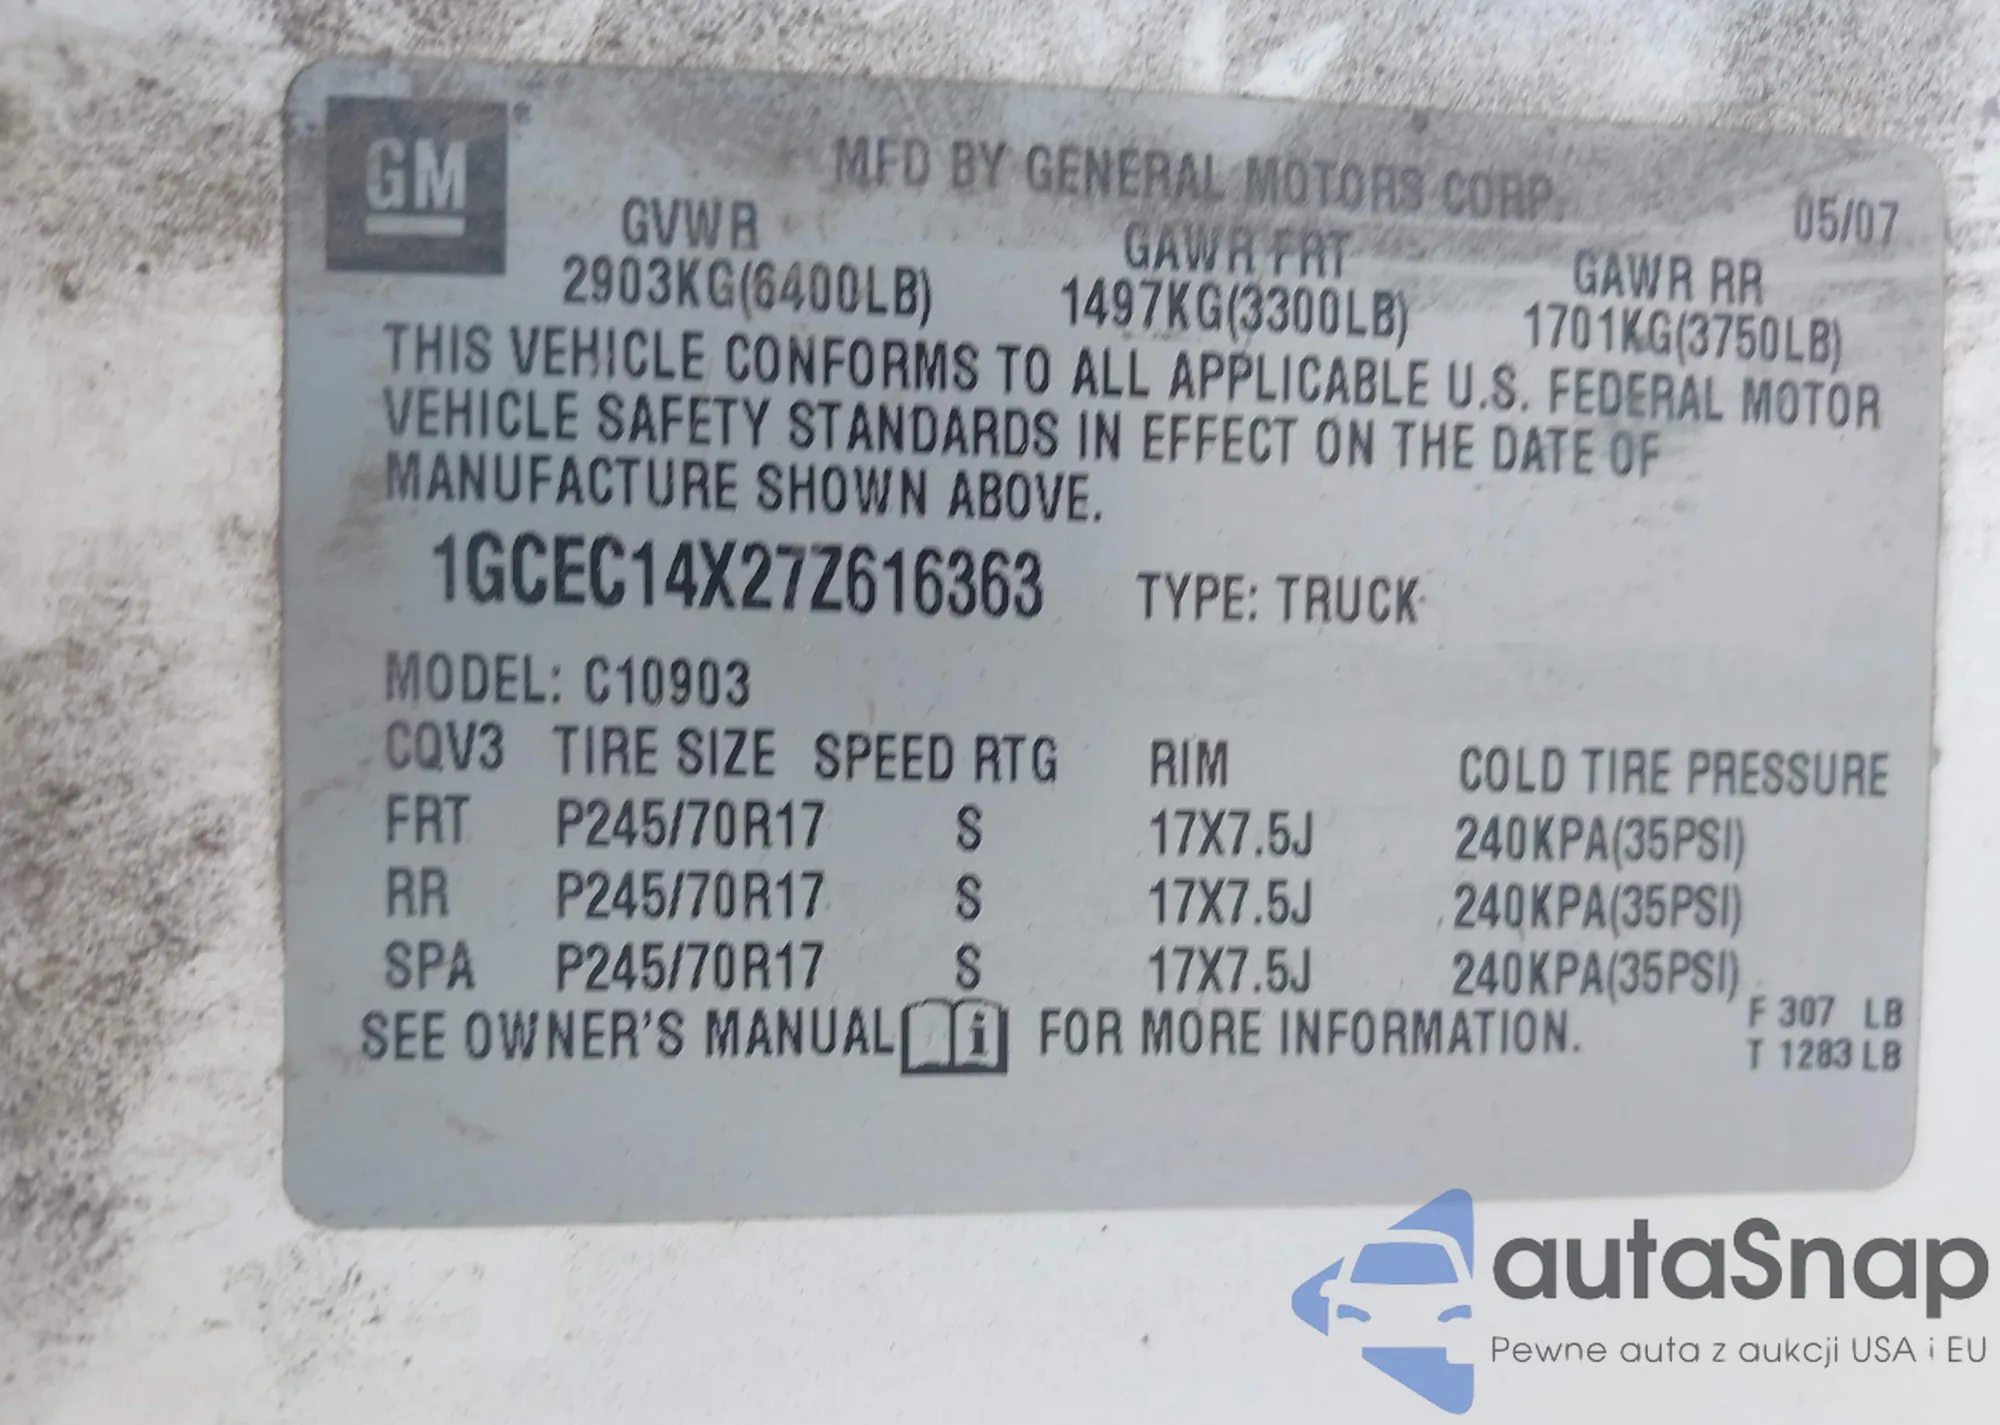 GM
MFD BY GENERAL MOTORS CORP.
05/07
GVWR GAWR FRT GAWR RR
2903KG(6400LB) 1497KG(3300LB) 1701KG(3750LB)
THIS VEHICLE CONFORMS TO ALL APPLICABLE U.S. FEDERAL MOTOR
VEHICLE SAFETY STANDARDS IN EFFECT ON THE DATE OF
MANUFACTURE SHOWN ABOVE.
1GCEC14X27Z616363 TYPE: TRUCK
MODEL: C10903
CQV3 TIRE SIZE SPEED RTG RIM COLD TIRE PRESSURE
FRT P245/70R17 S 17X7.5J 240KPA(35PSI)
RR P245/70R17 S 17X7.5J 240KPA(35PSI)
SPA P245/70R17 S 17X7.5J 240KPA(35PSI)
SEE OWNER'S MANUAL i FOR MORE INFORMATION.
F 307 LB
T 1283 LB
autaSnap
Pewne auta z aukcji USA i EU